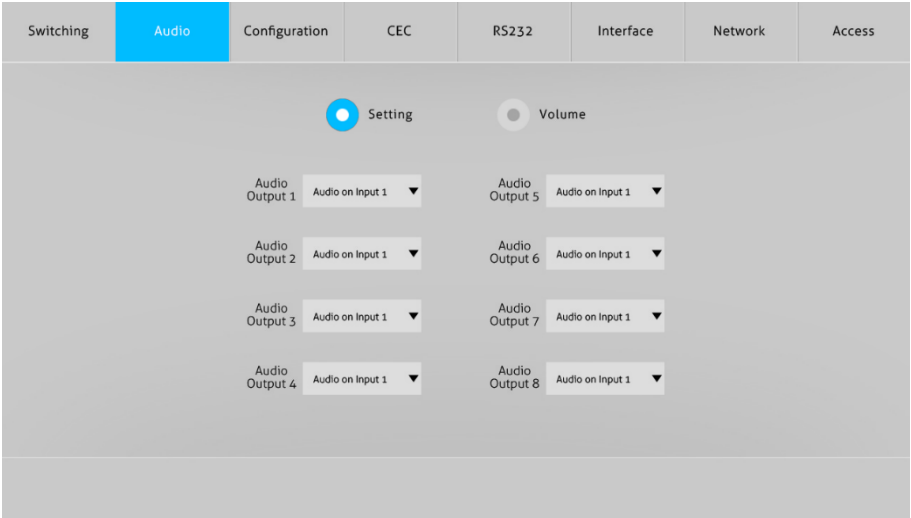 Switching Audio Configuration CEC RS232 Interface Network Access
Setting Volume
Audio
Output 1 Audio on Input 1
Audio
Output 5 Audio on Input 1
Audio
Output 2 Audio on Input 1
Audio
Output 6 Audio on Input 1
Audio
Output 3 Audio on Input 1
Audio
Output 7 Audio on Input 1
Audio
Output 4 Audio on Input 1
Audio
Output 8 Audio on Input 1